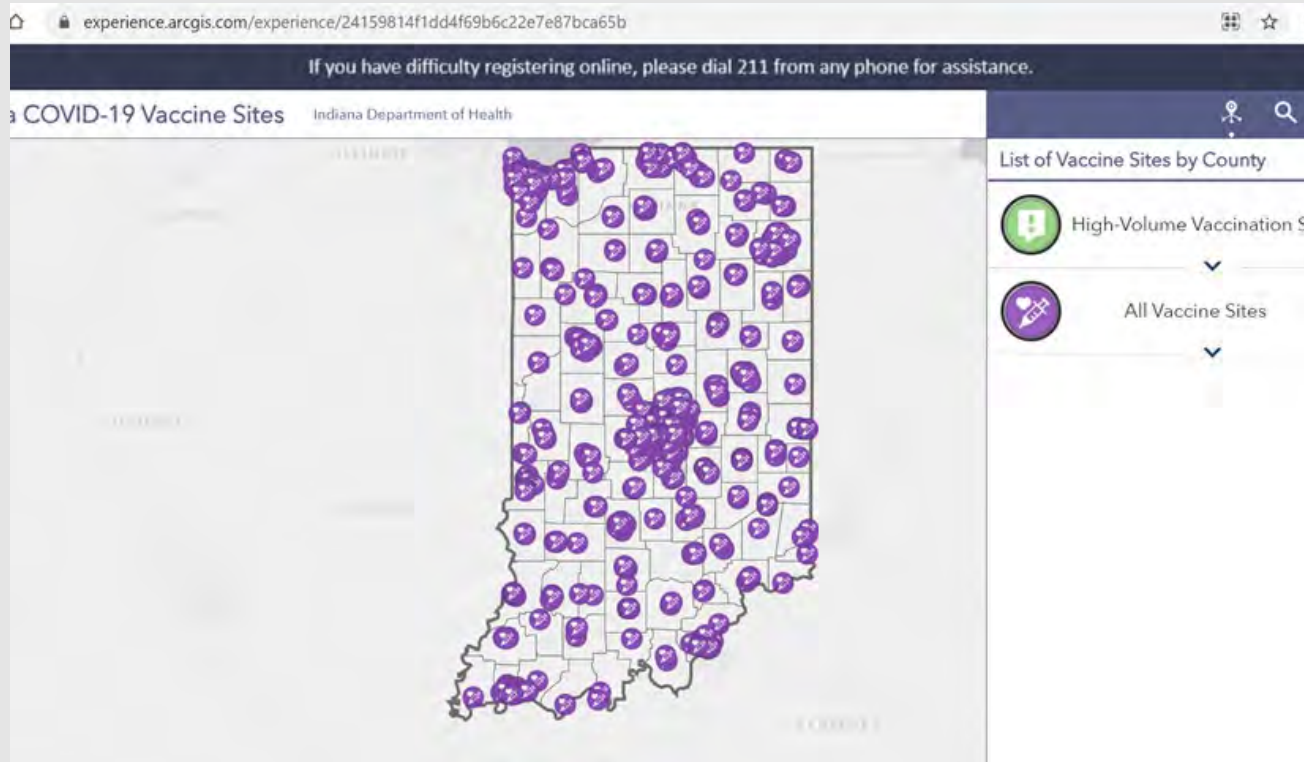 experience.arcgis.com/experience/24159814f1dd4f69b6c22e7e87bca65b
If you have difficulty registering online, please dial 211 from any phone for assistance.
a COVID-19 Vaccine Sites Indiana Department of Health
List of Vaccine Sites by County
High-Volume Vaccination S
All Vaccine Sites